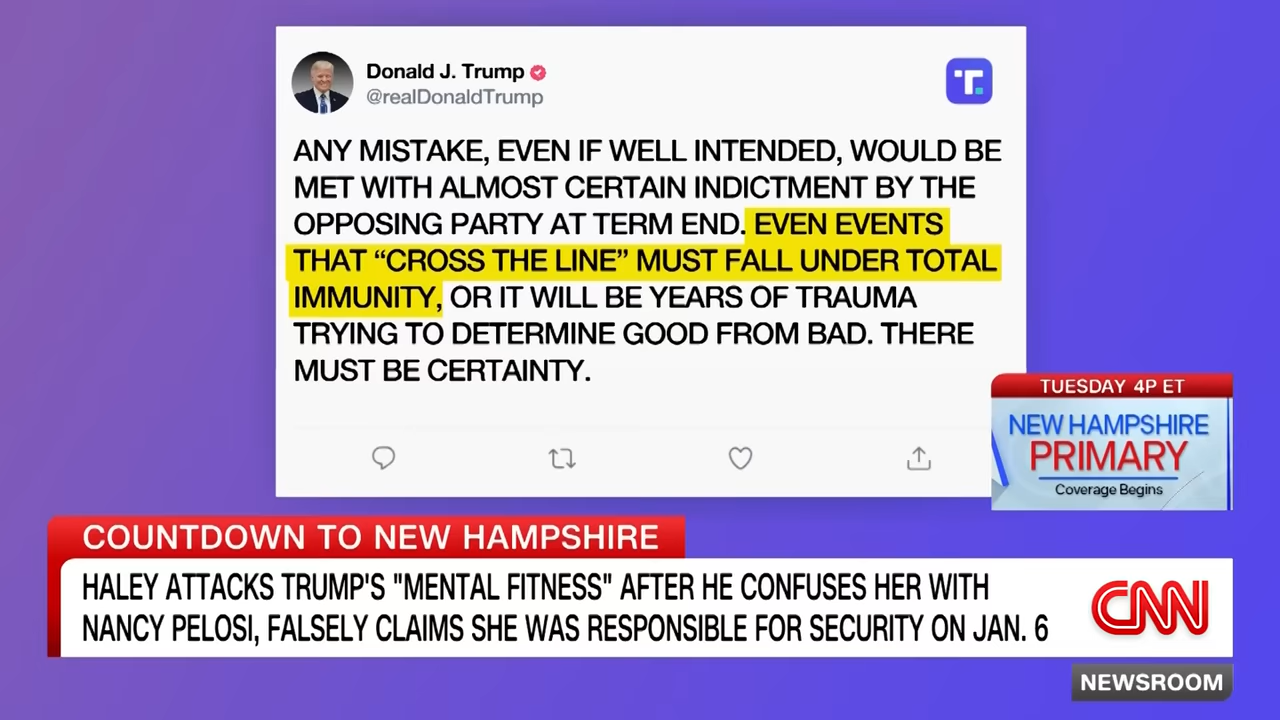 Donald J. Trump
@realDonaldTrump
T.
ANY MISTAKE, EVEN IF WELL INTENDED, WOULD BE
MET WITH ALMOST CERTAIN INDICTMENT BY THE
OPPOSING PARTY AT TERM END. EVEN EVENTS
THAT “CROSS THE LINE” MUST FALL UNDER TOTAL
IMMUNITY, OR IT WILL BE YEARS OF TRAUMA
TRYING TO DETERMINE GOOD FROM BAD. THERE
MUST BE CERTAINTY.
TUESDAY 4P ET
NEW HAMPSHIRE
PRIMARY
Coverage Begins
COUNTDOWN TO NEW HAMPSHIRE
HALEY ATTACKS TRUMP'S "MENTAL FITNESS" AFTER HE CONFUSES HER WITH
NANCY PELOSI, FALSELY CLAIMS SHE WAS RESPONSIBLE FOR SECURITY ON JAN. 6
CNN
NEWSROOM